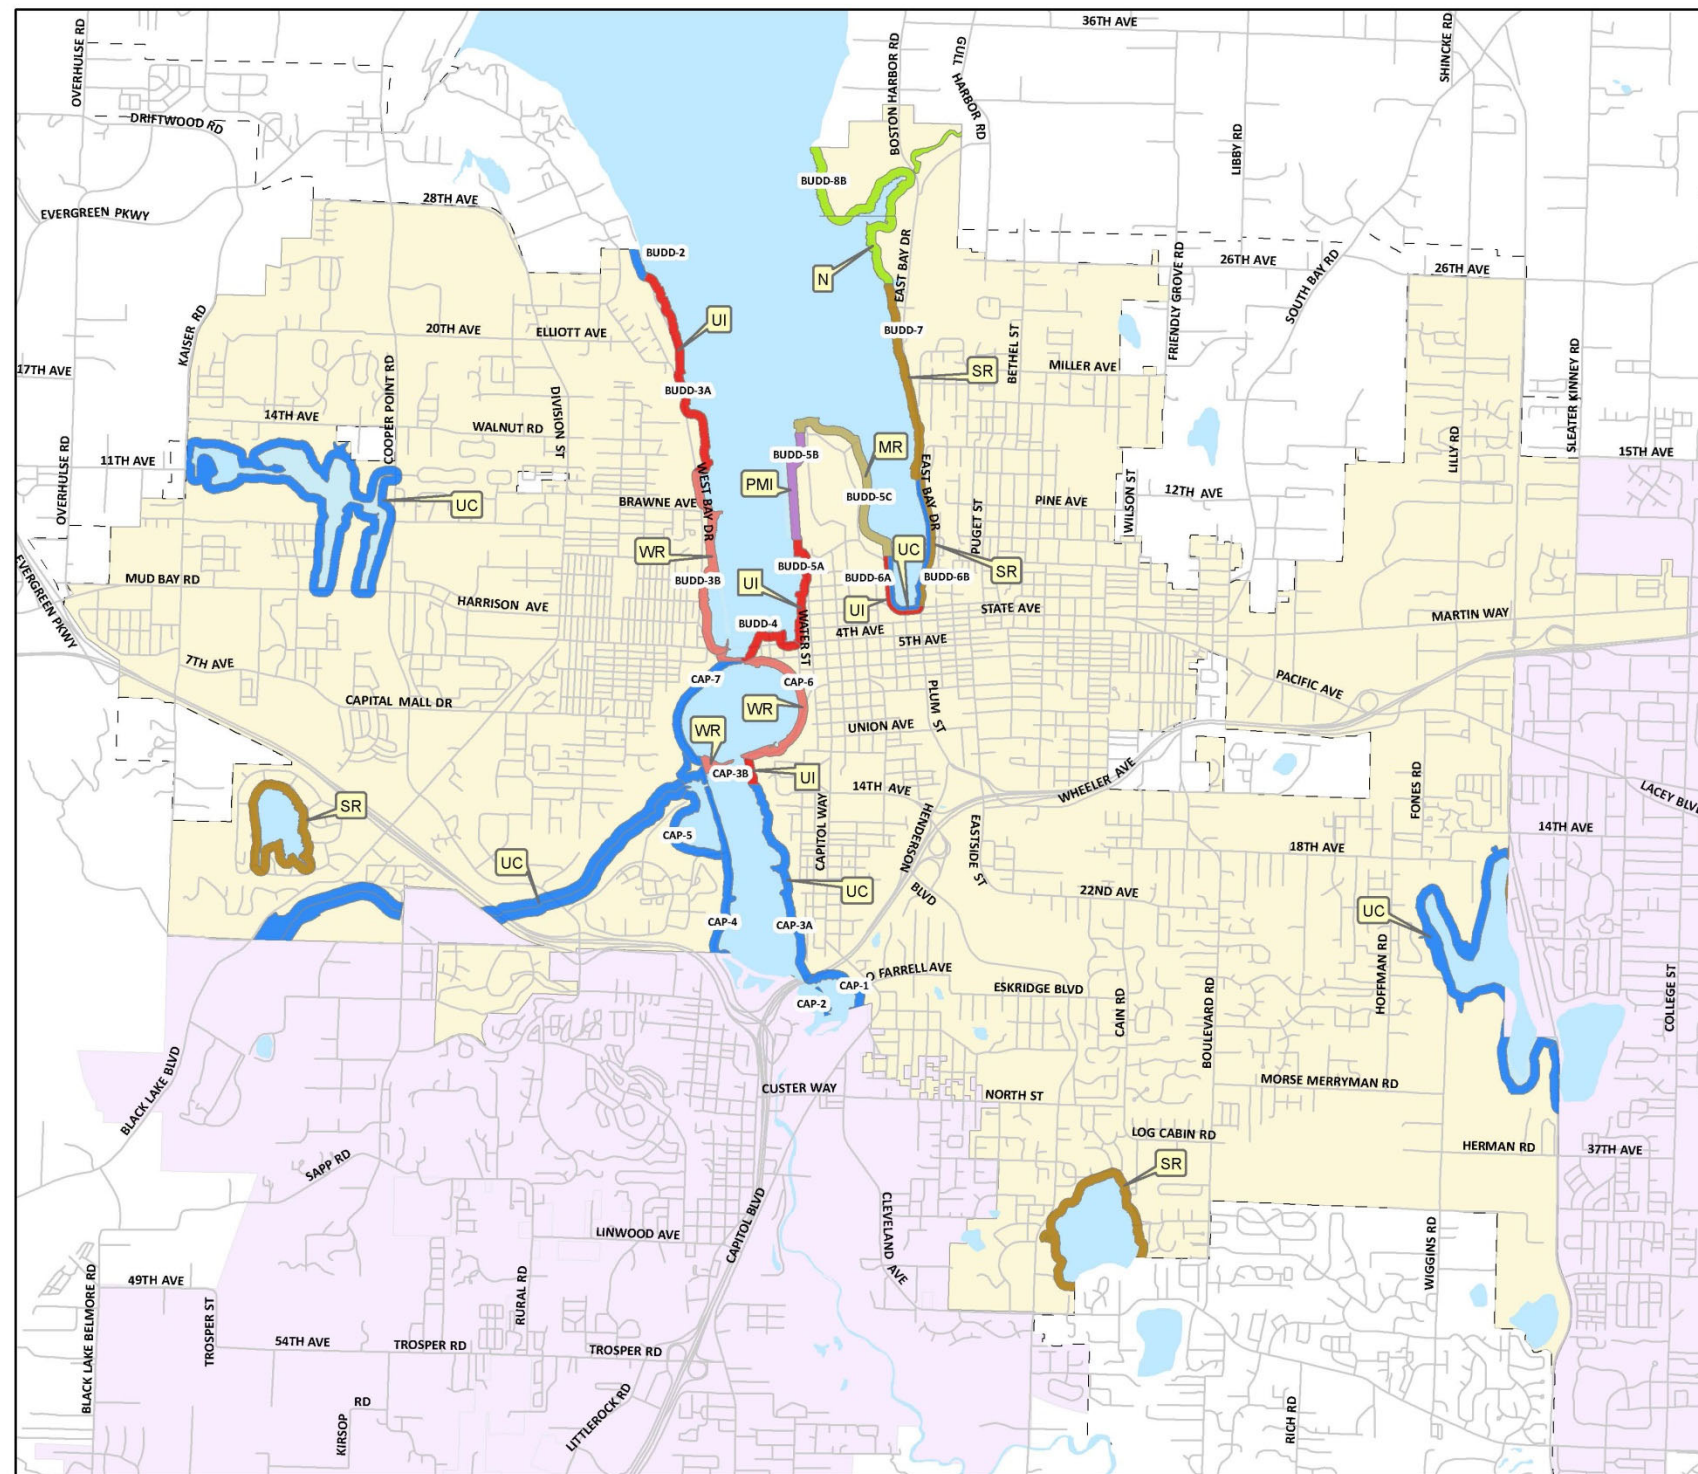 36TH AVE
OVERHULSE RD
BOSTON HARBOR RD
GULL HARBOR RD
SHINCKE RD
DRIFTWOOD RD
LIBBY RD
BUDD-8B
28TH AVE
EVERGREEN PKWY
BUDD-2
N
EAST BAY DR
FRIENDLY GROVE RD
26TH AVE
SOUTH BAY RD
26TH AVE
KAISER RD
UI
20TH AVE
ELLIOTT AVE
BUDD-7
BETHEL ST
17TH AVE
COOPER POINT RD
SR
MILLER AVE
SLEATER KINNEY RD
BUDD-3A
14TH AVE
DIVISION ST
WALNUT RD
MR
LILLY RD
11TH AVE
OVERHULSE RD
BUDD-5B
15TH AVE
PMI
WEST BAY DR
BUDD-5C
EAST BAY DR
UC
BRAWNE AVE
PUGET ST
PINE AVE
WILSON ST
12TH AVE
WR
UC
BUDD-5A
SR
EVERGREEN PKWY
MUD BAY RD
BUDD-3B
UI
BUDD-6A
BUDD-6B
HARRISON AVE
UI
STATE AVE
MARTIN WAY
BUDD-4
WATER ST
4TH AVE
5TH AVE
7TH AVE
CAP-7
CAP-6
PACIFIC AVE
CAPITAL MALL DR
WR
PLUM ST
UNION AVE
WR
CAP-3B
UI
14TH AVE
WHEELER AVE
FONES RD
LACEY BLV
SR
CAPITOL WAY
HENDERSON
BLVD
EASTSIDE ST
CAP-5
14TH AVE
18TH AVE
UC
UC
22ND AVE
UC
CAP-4
CAP-3A
HOFFMAN RD
O FARRELL AVE
CAP-1
CAP-2
ESKRIDGE BLVD
CAIN RD
BOULEVARD RD
COLLEGE ST
BLACK LAKE BLVD
CUSTER WAY
NORTH ST
MORSE MERRYMAN RD
LOG CABIN RD
HERMAN RD
37TH AVE
SAPP RD
SR
CAPITOL BLVD
CLEVELAND AVE
LINWOOD AVE
WIGGINS RD
49TH AVE
BLACK LAKE BELMORE RD
TROSPER ST
RURAL RD
54TH AVE
TROSPER RD
TROSPER RD
LITTLEROCK RD
KIRSOP
RD
RICH RD